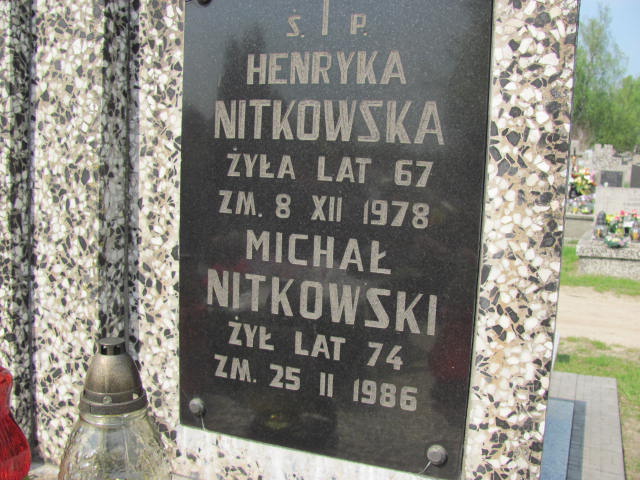 Ś. P.
HENRYKA
NITKOWSKA
ŻYŁA LAT 67
ZM. 8 XII 1978
MICHAŁ
NITKOWSKI
ŻYŁ LAT 74
ZM. 25 II 1986